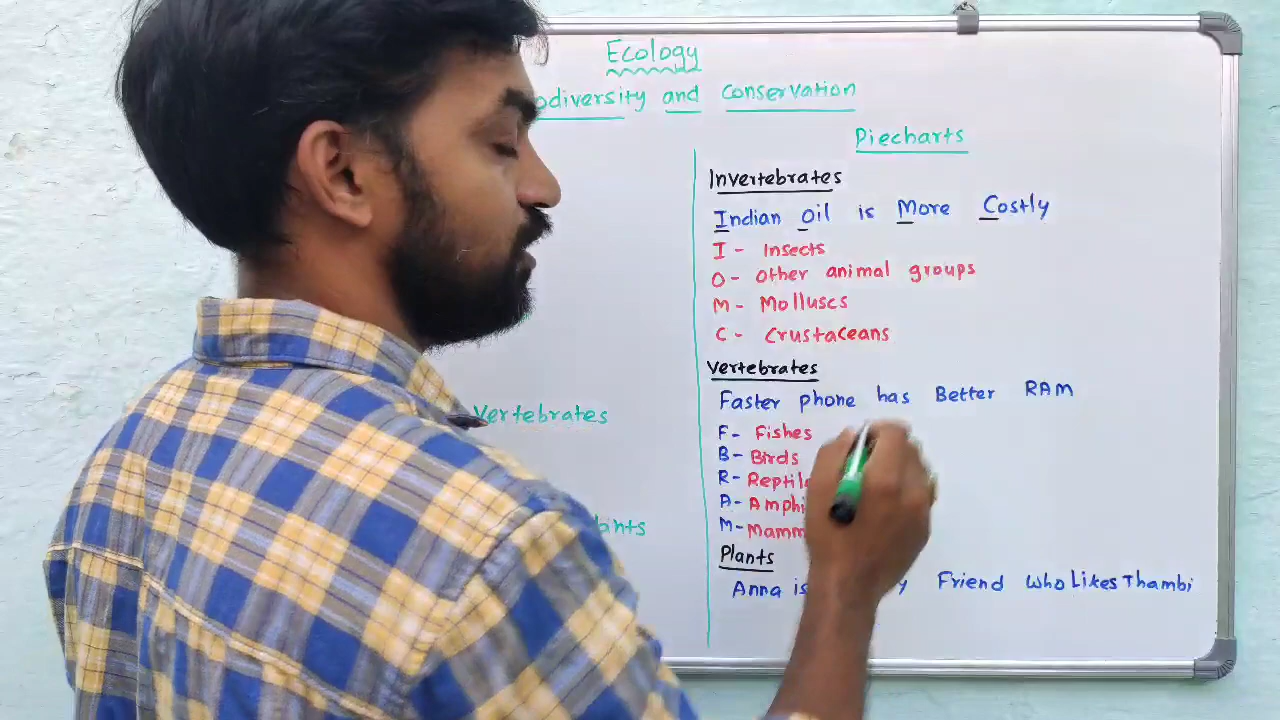 Ecology
odiversity and conservation
Vertebrates
ants
Piecharts
Invertebrates
Indian Oil is More Costly
I - Insects
O - Other animal groups
M - Molluscs
C - Crustaceans
Vertebrates
Faster phone has Better RAM
F - Fishes
B - Birds
R - Reptil
A - Amphi
M - Mamm
Plants
Anna is y Friend who Likes Thambi